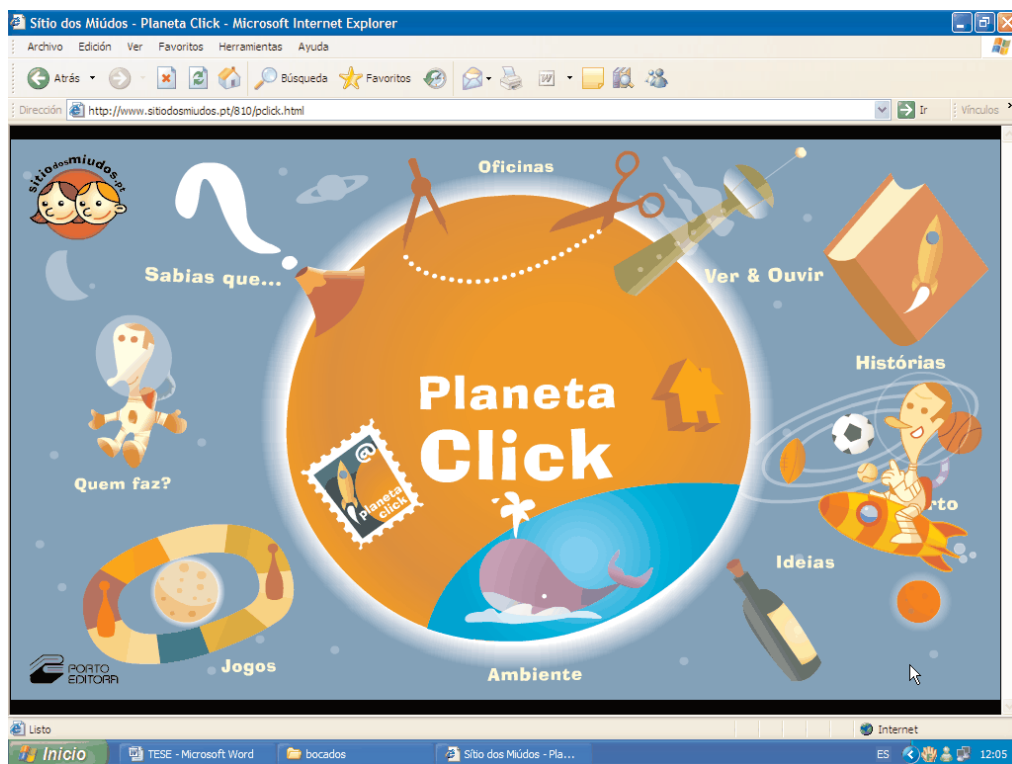 Sítio dos Miúdos - Planeta Click - Microsoft Internet Explorer
Archivo Edición Ver Favoritos Herramientas Ayuda
Atrás Búsqueda Favoritos
Dirección http://www.sitiodosmiudos.pt/810/pclick.html Ir Vínculos »
sitiodosmiudos.pt
Oficinas
Sabias que...
Ver & Ouvir
Histórias
Planeta
Click
@
planeta
click
Quem faz?
rto
Ideias
Jogos
Ambiente
PORTO
EDITORA
Listo Internet
Inicio TESE - Microsoft Word bocados Sítio dos Miúdos - Pla... ES 12:05